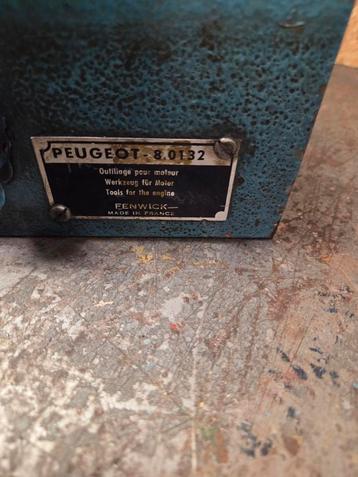 PEUGEOT - 8.0132
Outillage pour moteur
Werkzeug für Motor
Tools for the engine
FENWICK
MADE IN FRANCE